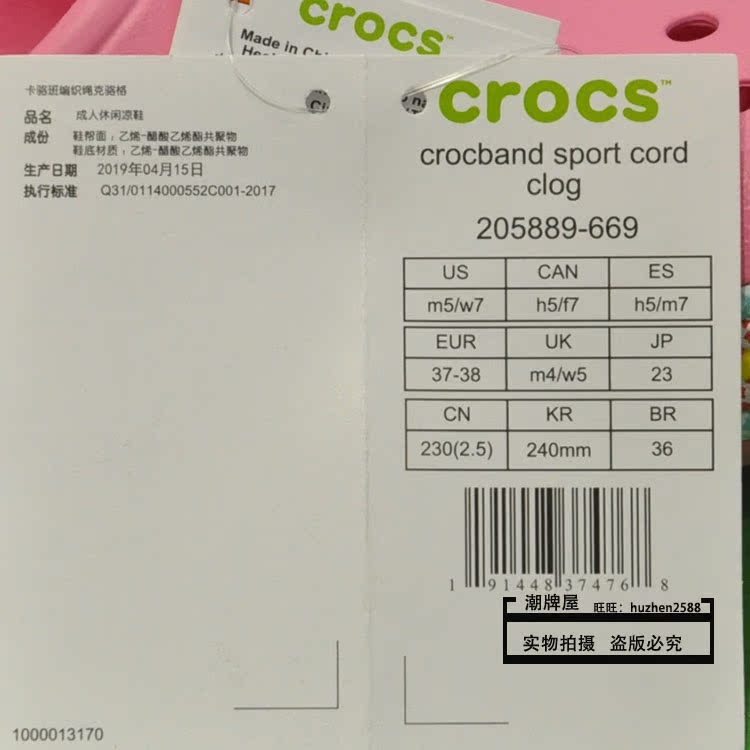 crocs™
Made in
卡骆班编织绳克骆格
品名 成人休闲凉鞋
成份 鞋帮面：乙烯-醋酸乙烯酯共聚物
鞋底材质：乙烯-醋酸乙烯酯共聚物
生产日期 2019年04月15日
执行标准 Q31/0114000552C001-2017
1000013170
crocs™
crocband sport cord
clog
205889-669
US CAN ES
m5/w7 h5/f7 h5/m7
EUR UK JP
37-38 m4/w5 23
CN KR BR
230(2.5) 240mm 36
1 91448 37476 8
潮牌屋 旺旺：huzhen2588
实物拍摄 盗版必究